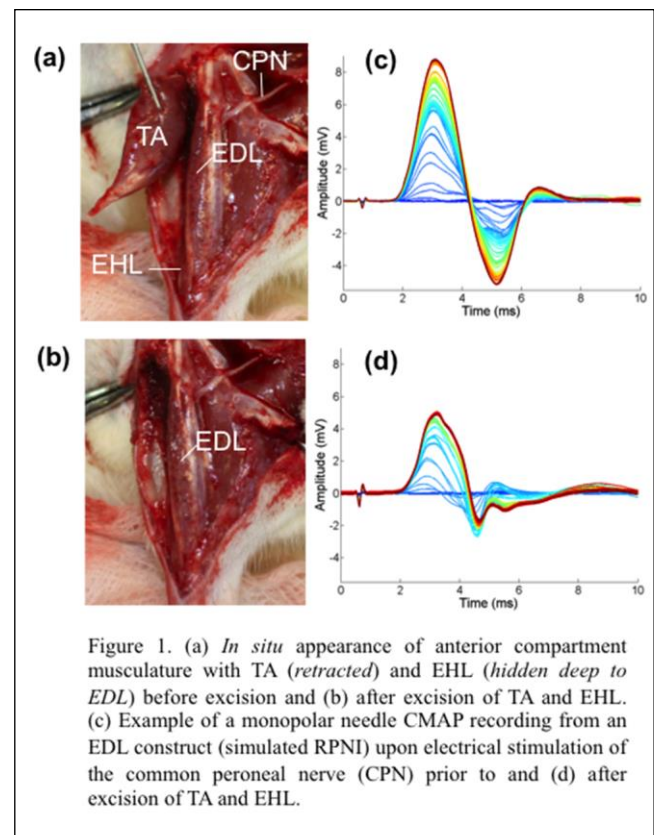 (a)
CPN
TA
EDL
EHL
(c)
8
6
4
2
0
-2
-4
Amplitude (mV)
0 2 4 6 8 10
Time (ms)
(b)
EDL
(d)
8
6
4
2
0
-2
-4
Amplitude (mV)
0 2 4 6 8 10
Time (ms)
Figure 1. (a) In situ appearance of anterior compartment
musculature with TA (retracted) and EHL (hidden deep to
EDL) before excision and (b) after excision of TA and EHL.
(c) Example of a monopolar needle CMAP recording from an
EDL construct (simulated RPNI) upon electrical stimulation of
the common peroneal nerve (CPN) prior to and (d) after
excision of TA and EHL.